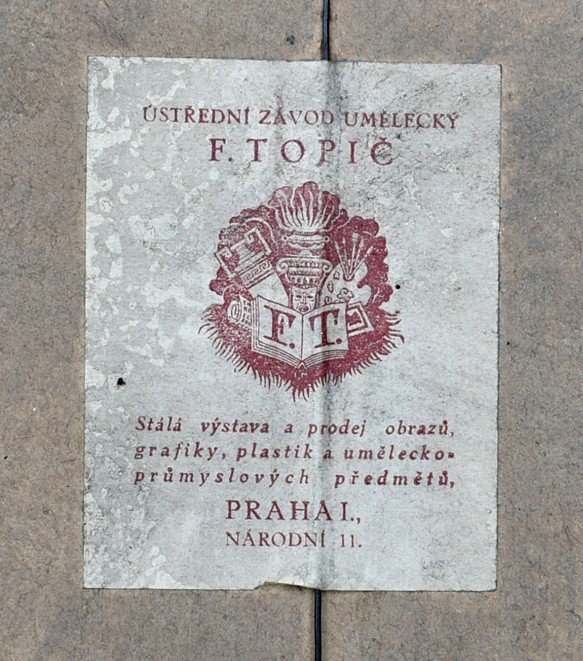 ÚSTŘEDNÍ ZÁVOD UMĚLECKÝ
F. TOPIČ
F. T.
Stálá výstava a prodej obrazů,
grafiky, plastik a umělecko-
průmyslových předmětů,
PRAHA I.,
NÁRODNÍ 11.